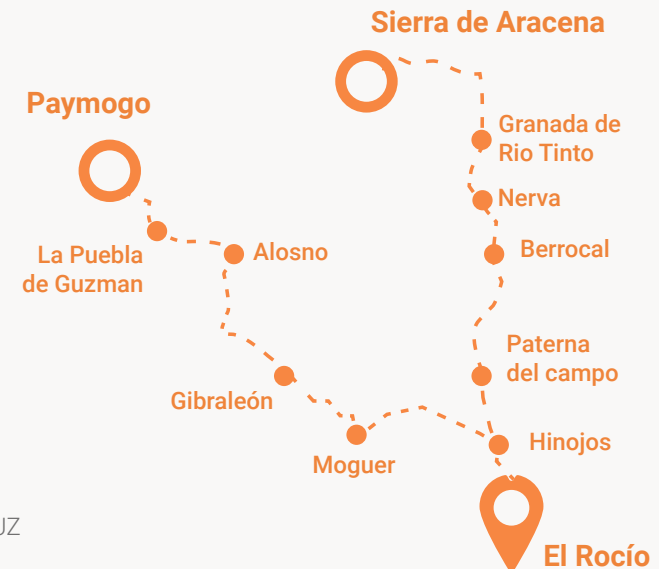 Sierra de Aracena
Paymogo
Granada de
Rio Tinto
Nerva
La Puebla
de Guzman
Alosno
Berrocal
Paterna
del campo
Gibraleón
Hinojos
Moguer
UZ
El Rocío